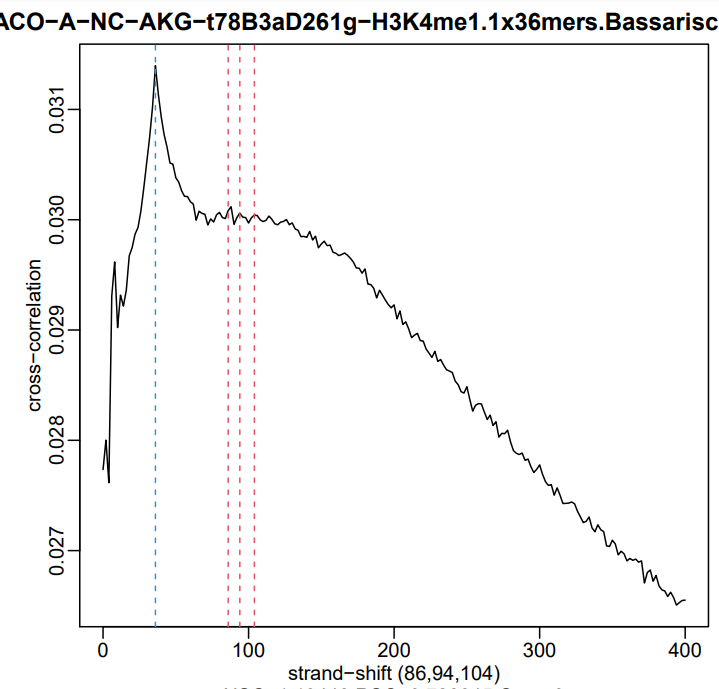 ACO−A−NC−AKG−t78B3aD261g−H3K4me1.1x36mers.Bassarisc
0.031
0.030
0.029
0.028
0.027
cross−correlation
0 100 200 300 400
strand−shift (86,94,104)